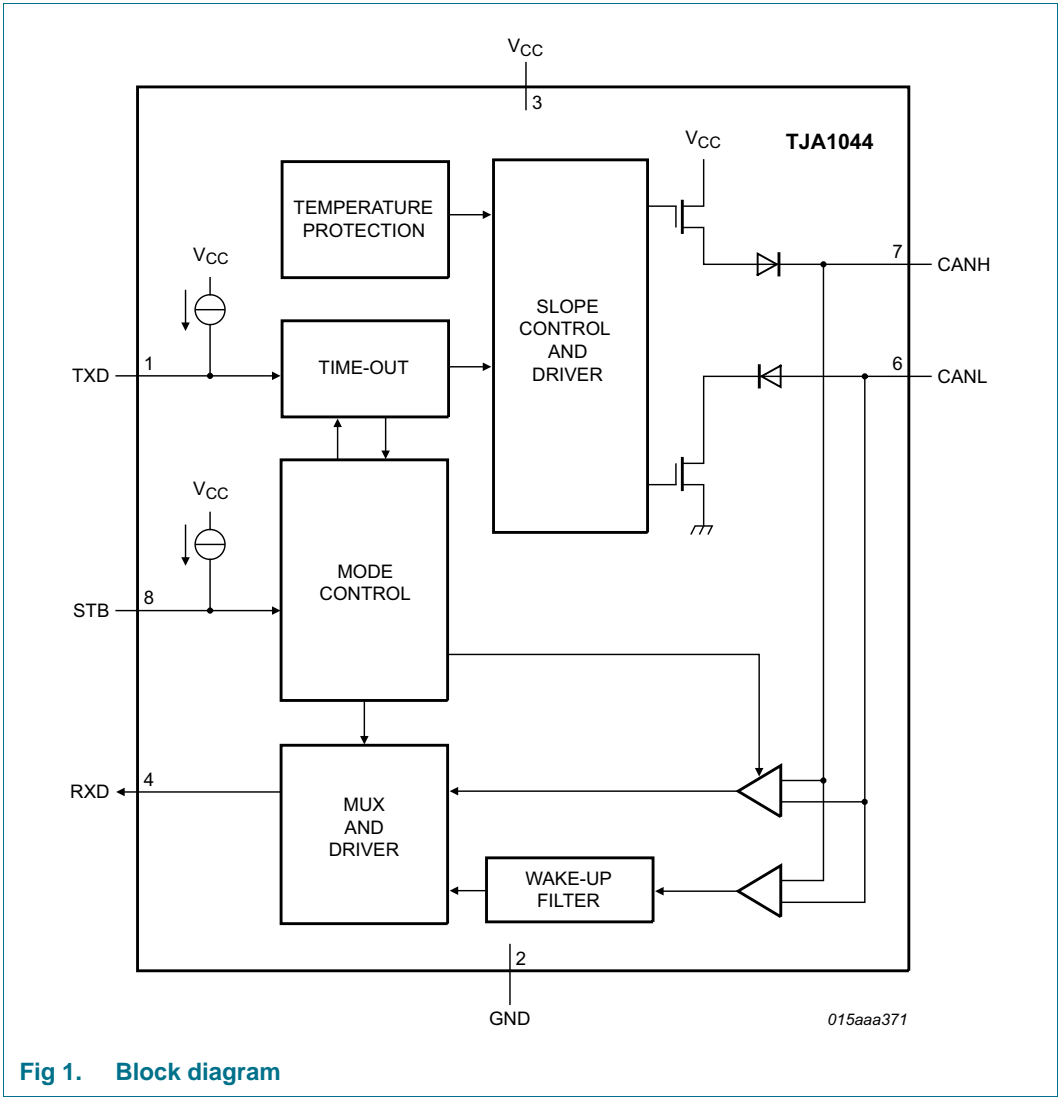 VCC
3
TJA1044
VCC
TEMPERATURE
PROTECTION
VCC
7
CANH
SLOPE
CONTROL
AND
DRIVER
1
TXD
TIME-OUT
6
CANL
VCC
MODE
CONTROL
8
STB
4
RXD
MUX
AND
DRIVER
WAKE-UP
FILTER
2
GND
015aaa371
Fig 1. Block diagram